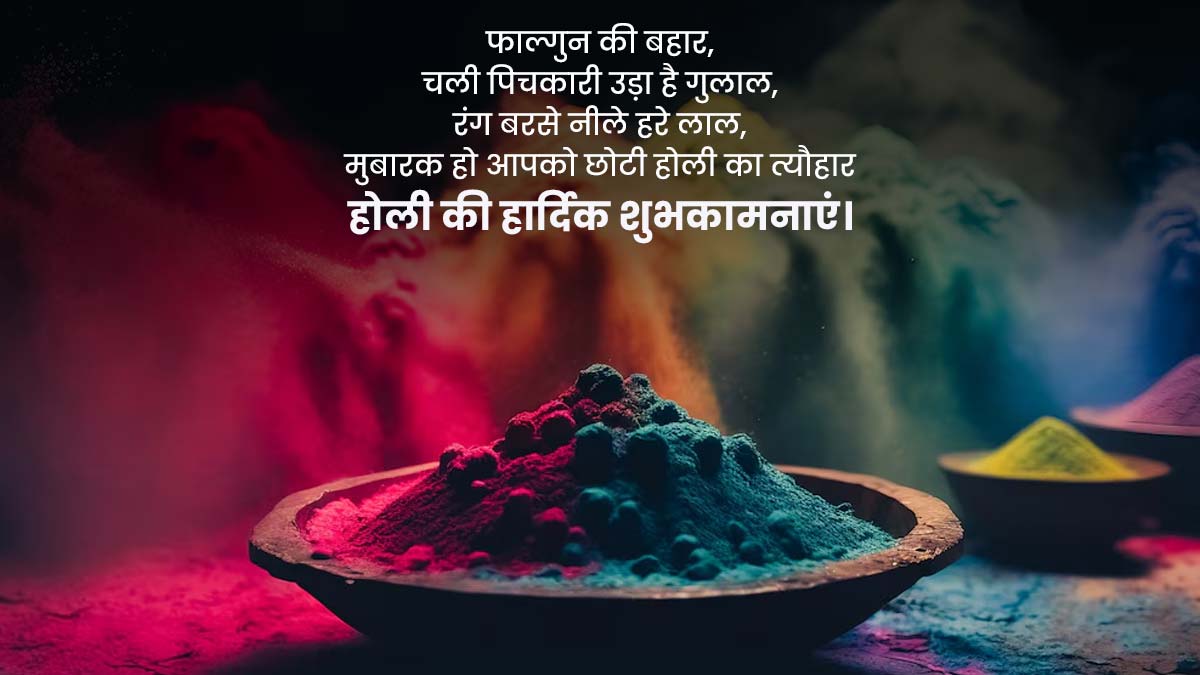 फाल्गुन की बहार,
चली पिचकारी उड़ा है गुलाल,
रंग बरसे नीले हरे लाल,
मुबारक हो आपको छोटी होली का त्यौहार
होली की हार्दिक शुभकामनाएं।